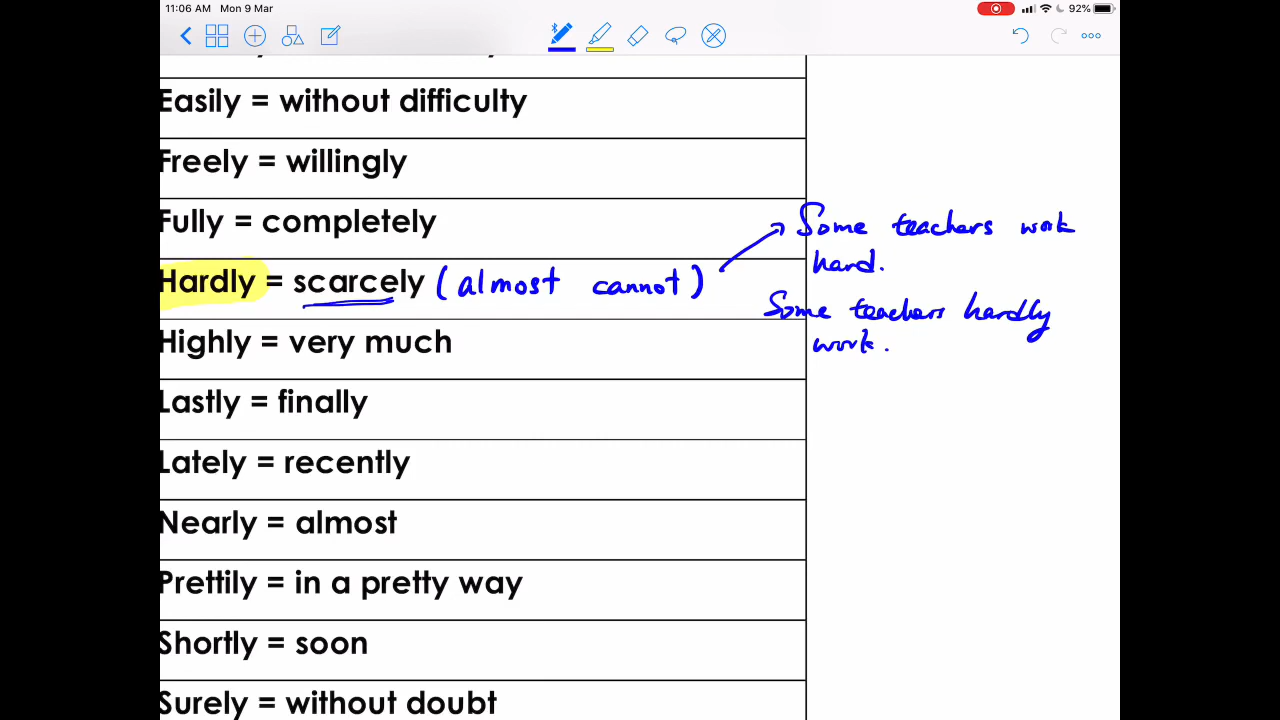 11:06 AM Mon 9 Mar
92%
Easily = without difficulty
Freely = willingly
Fully = completely
Hardly = scarcely (almost cannot)
Some teachers work
hard.
Some teachers hardly
work.
Highly = very much
Lastly = finally
Lately = recently
Nearly = almost
Prettily = in a pretty way
Shortly = soon
Surely = without doubt